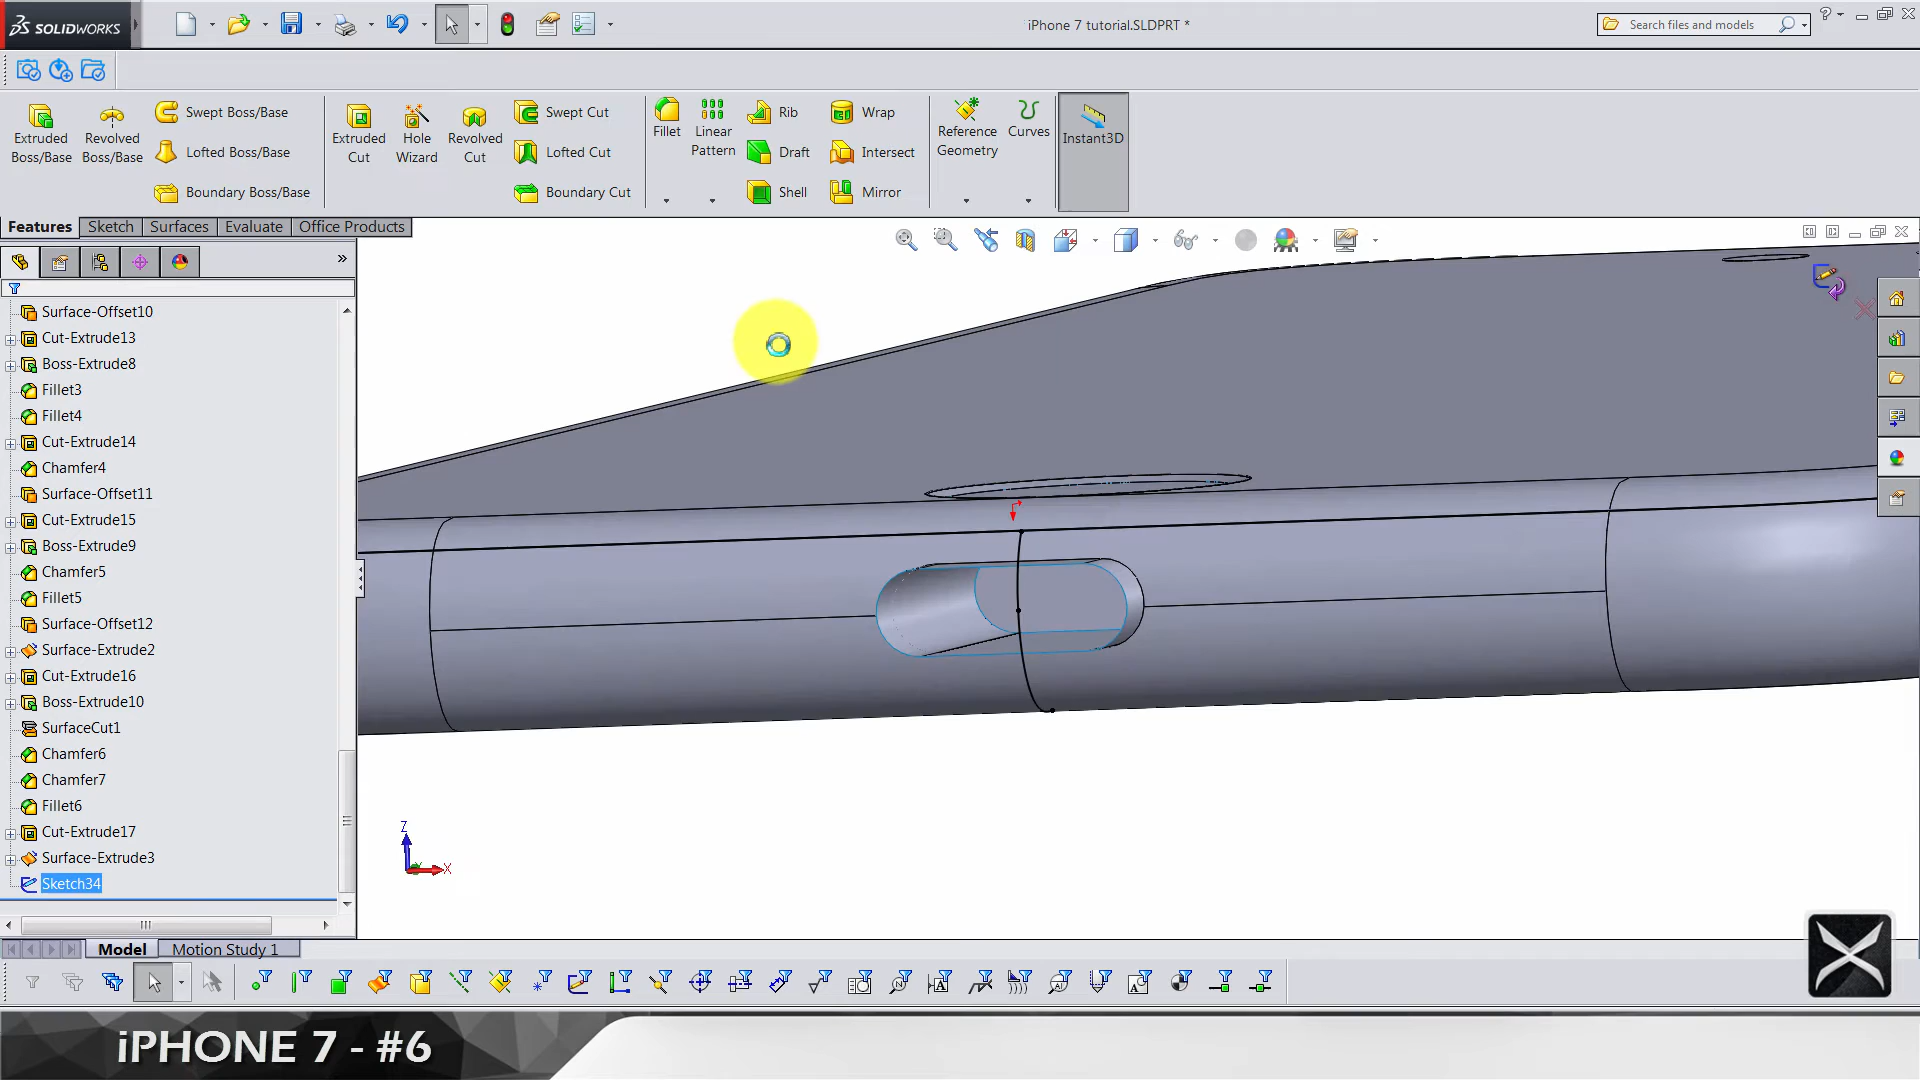 SOLIDWORKS
iPhone 7 tutorial.SLDPRT *
Search files and models
Extruded Boss/Base
Revolved Boss/Base
Swept Boss/Base
Lofted Boss/Base
Boundary Boss/Base
Extruded Cut
Hole Wizard
Revolved Cut
Swept Cut
Lofted Cut
Boundary Cut
Fillet
Linear Pattern
Rib
Draft
Shell
Wrap
Intersect
Mirror
Reference Geometry
Curves
Instant3D
Features
Sketch
Surfaces
Evaluate
Office Products
Surface-Offset10
Cut-Extrude13
Boss-Extrude8
Fillet3
Fillet4
Cut-Extrude14
Chamfer4
Surface-Offset11
Cut-Extrude15
Boss-Extrude9
Chamfer5
Fillet5
Surface-Offset12
Surface-Extrude2
Cut-Extrude16
Boss-Extrude10
SurfaceCut1
Chamfer6
Chamfer7
Fillet6
Cut-Extrude17
Surface-Extrude3
Sketch34
Z
X
Model
Motion Study 1
iPHONE 7 - #6